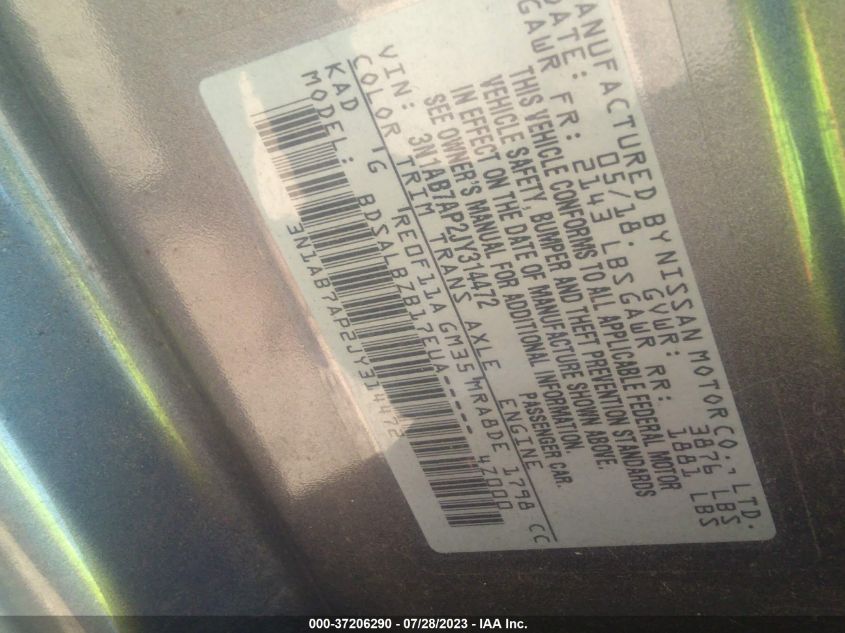 MANUFACTURED BY NISSAN MOTOR CO., LTD.
DATE: 05/18. GVWR: 3876 LBS
GAWR FR: 2143 LBS GAWR RR: 1881 LBS
THIS VEHICLE CONFORMS TO ALL APPLICABLE FEDERAL MOTOR
VEHICLE SAFETY, BUMPER AND THEFT PREVENTION STANDARDS
IN EFFECT ON THE DATE OF MANUFACTURE SHOWN ABOVE.
SEE OWNER'S MANUAL FOR ADDITIONAL INFORMATION.
VIN: 3N1AB7AP2JY314472 PASSENGER CAR.
COLOR TRIM TRANS AXLE ENGINE
KAD G RE0F11A GM35 MRA8DE 1798 CC
MODEL: BDSALBZB17EUA----- 47000
3N1AB7AP2JY314472
000-37206290 - 07/28/2023 - IAA Inc.